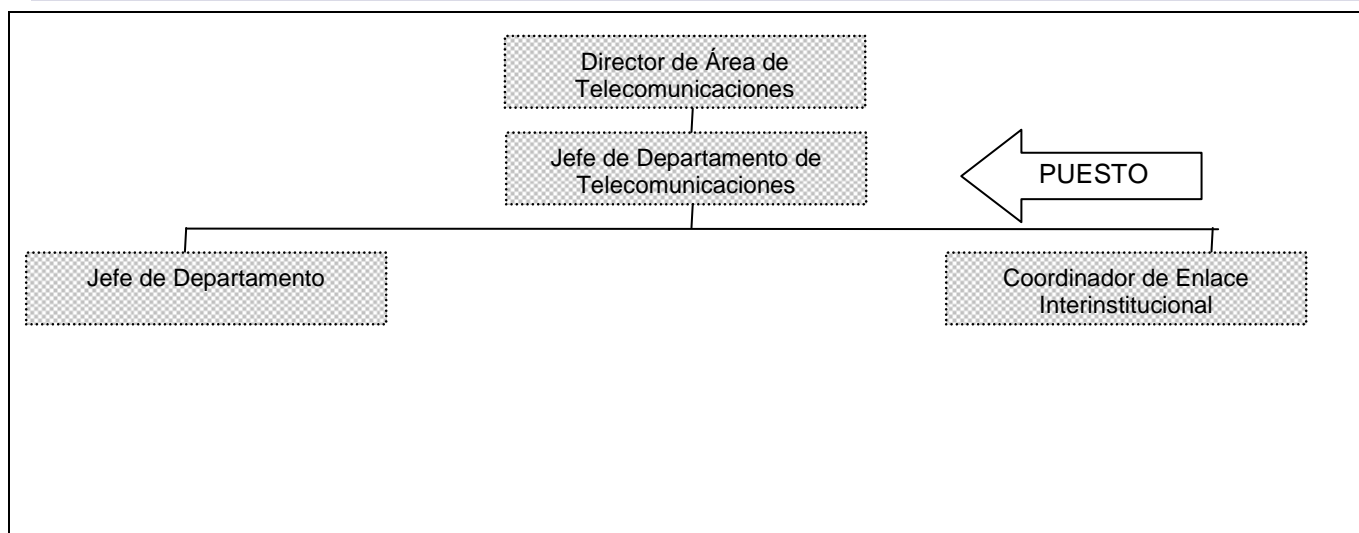 Director de Área de
Telecomunicaciones
Jefe de Departamento de
Telecomunicaciones
PUESTO
Jefe de Departamento
Coordinador de Enlace
Interinstitucional